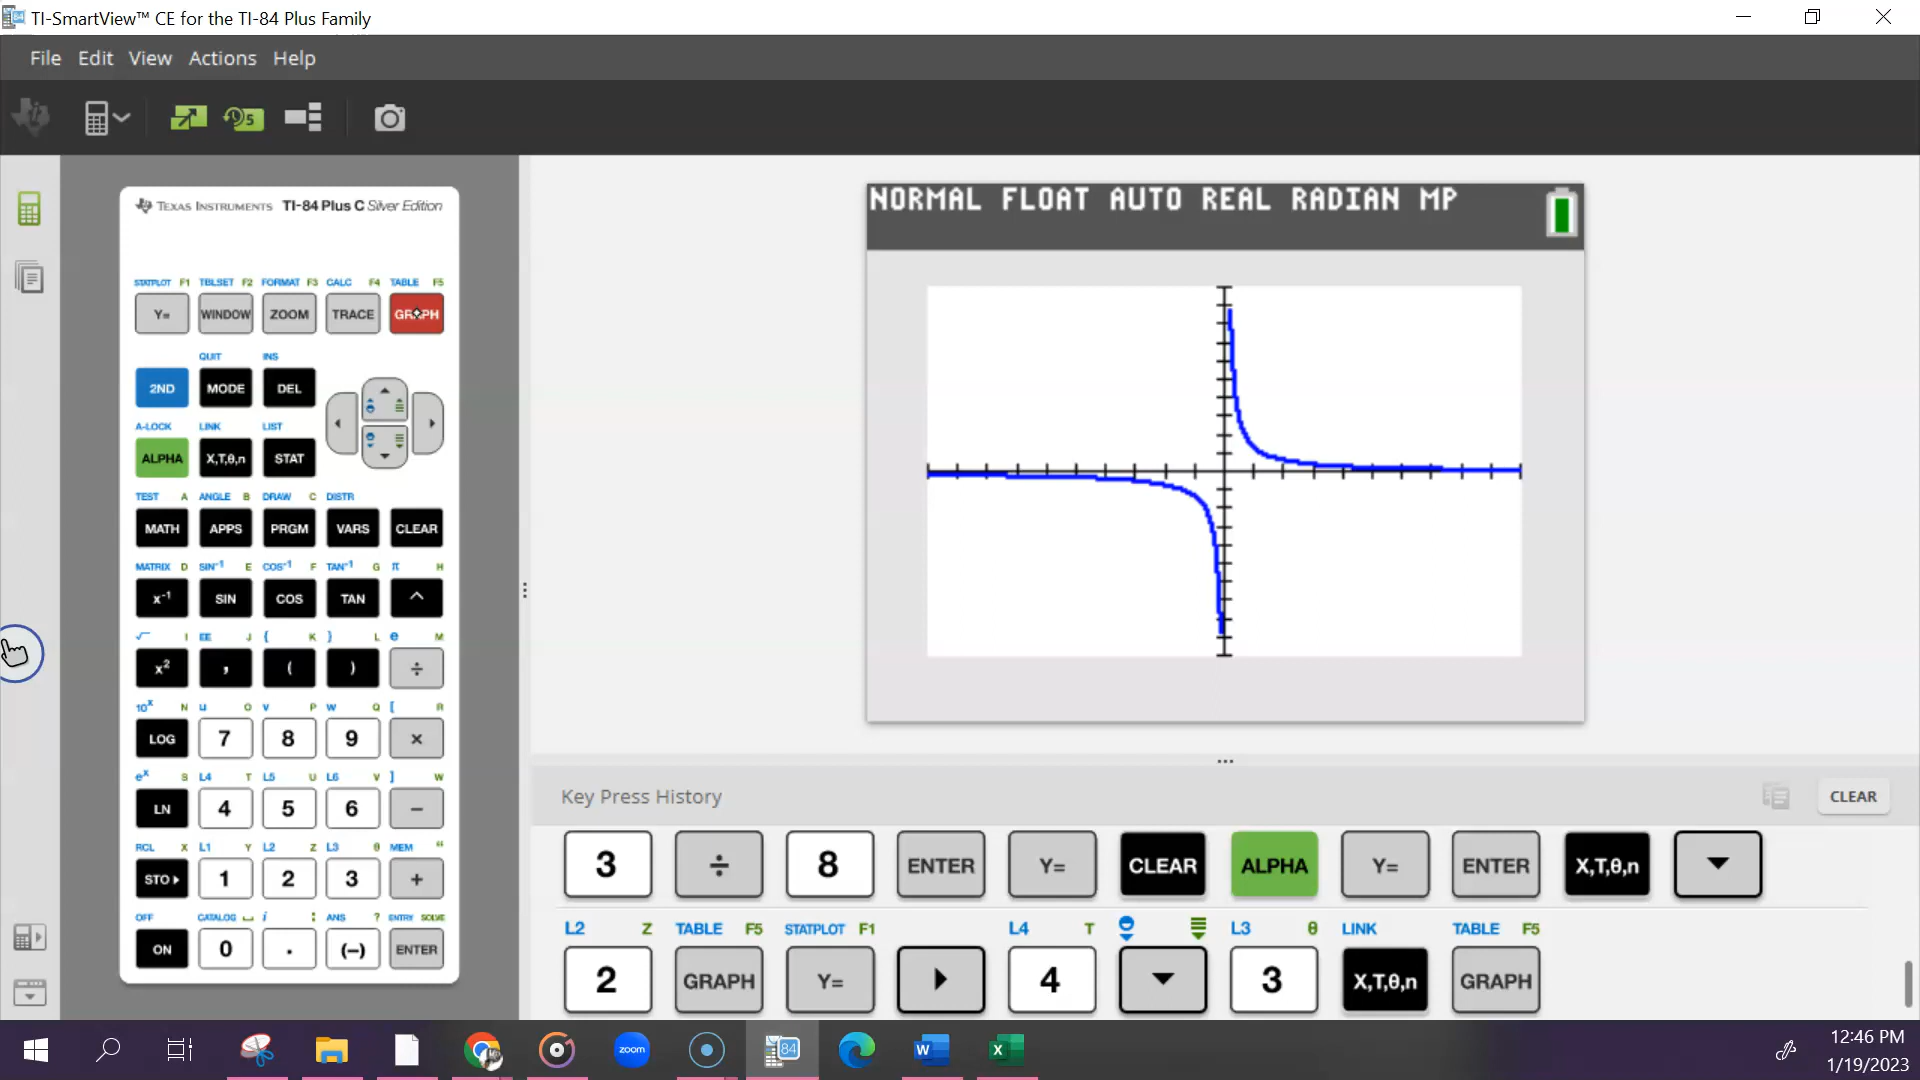 TI-SmartView™ CE for the TI-84 Plus Family
File Edit View Actions Help
5
NORMAL FLOAT AUTO REAL RADIAN MP
TEXAS INSTRUMENTS TI-84 Plus C Silver Edition
STATPLOT F1 TBLSET F2 FORMAT F3 CALC F4 TABLE F5
Y= WINDOW ZOOM TRACE GRAPH
QUIT INS
2ND MODE DEL
A-LOCK LINK LIST
ALPHA X,T,θ,n STAT
TEST A ANGLE B DRAW C DISTR
MATH APPS PRGM VARS CLEAR
MATRIX D SIN⁻¹ E COS⁻¹ F TAN⁻¹ G π H
x⁻¹ SIN COS TAN ^
√ I EE J { K } L e M
x² , ( ) ÷
10ˣ N u O v P w Q [ R
LOG 7 8 9 ×
eˣ S L4 T L5 U L6 V ] W
LN 4 5 6 −
RCL X L1 Y L2 Z L3 θ MEM "
STO▸ 1 2 3 +
OFF CATALOG ⎵ i : ANS ? ENTRY SOLVE
ON 0 . (−) ENTER
Key Press History CLEAR
3 ÷ 8 ENTER Y= CLEAR ALPHA Y= ENTER X,T,θ,n
L2 Z TABLE F5 STATPLOT F1 L4 T L3 θ LINK TABLE F5
2 GRAPH Y= 4 3 X,T,θ,n GRAPH
zoom
84
W
X
12:46 PM
1/19/2023